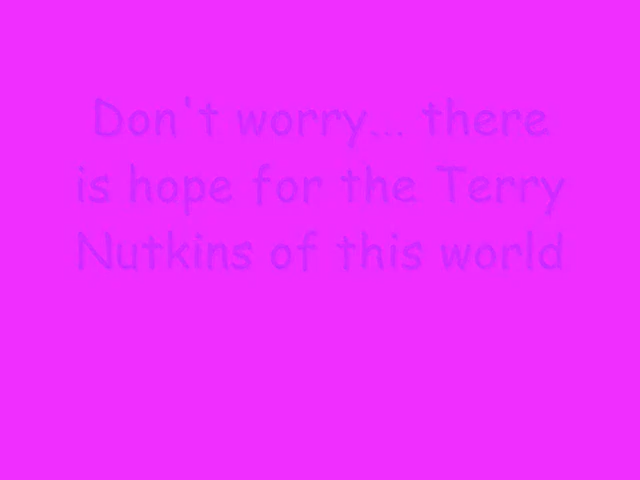 Don't worry... there
is hope for the Terry
Nutkins of this world